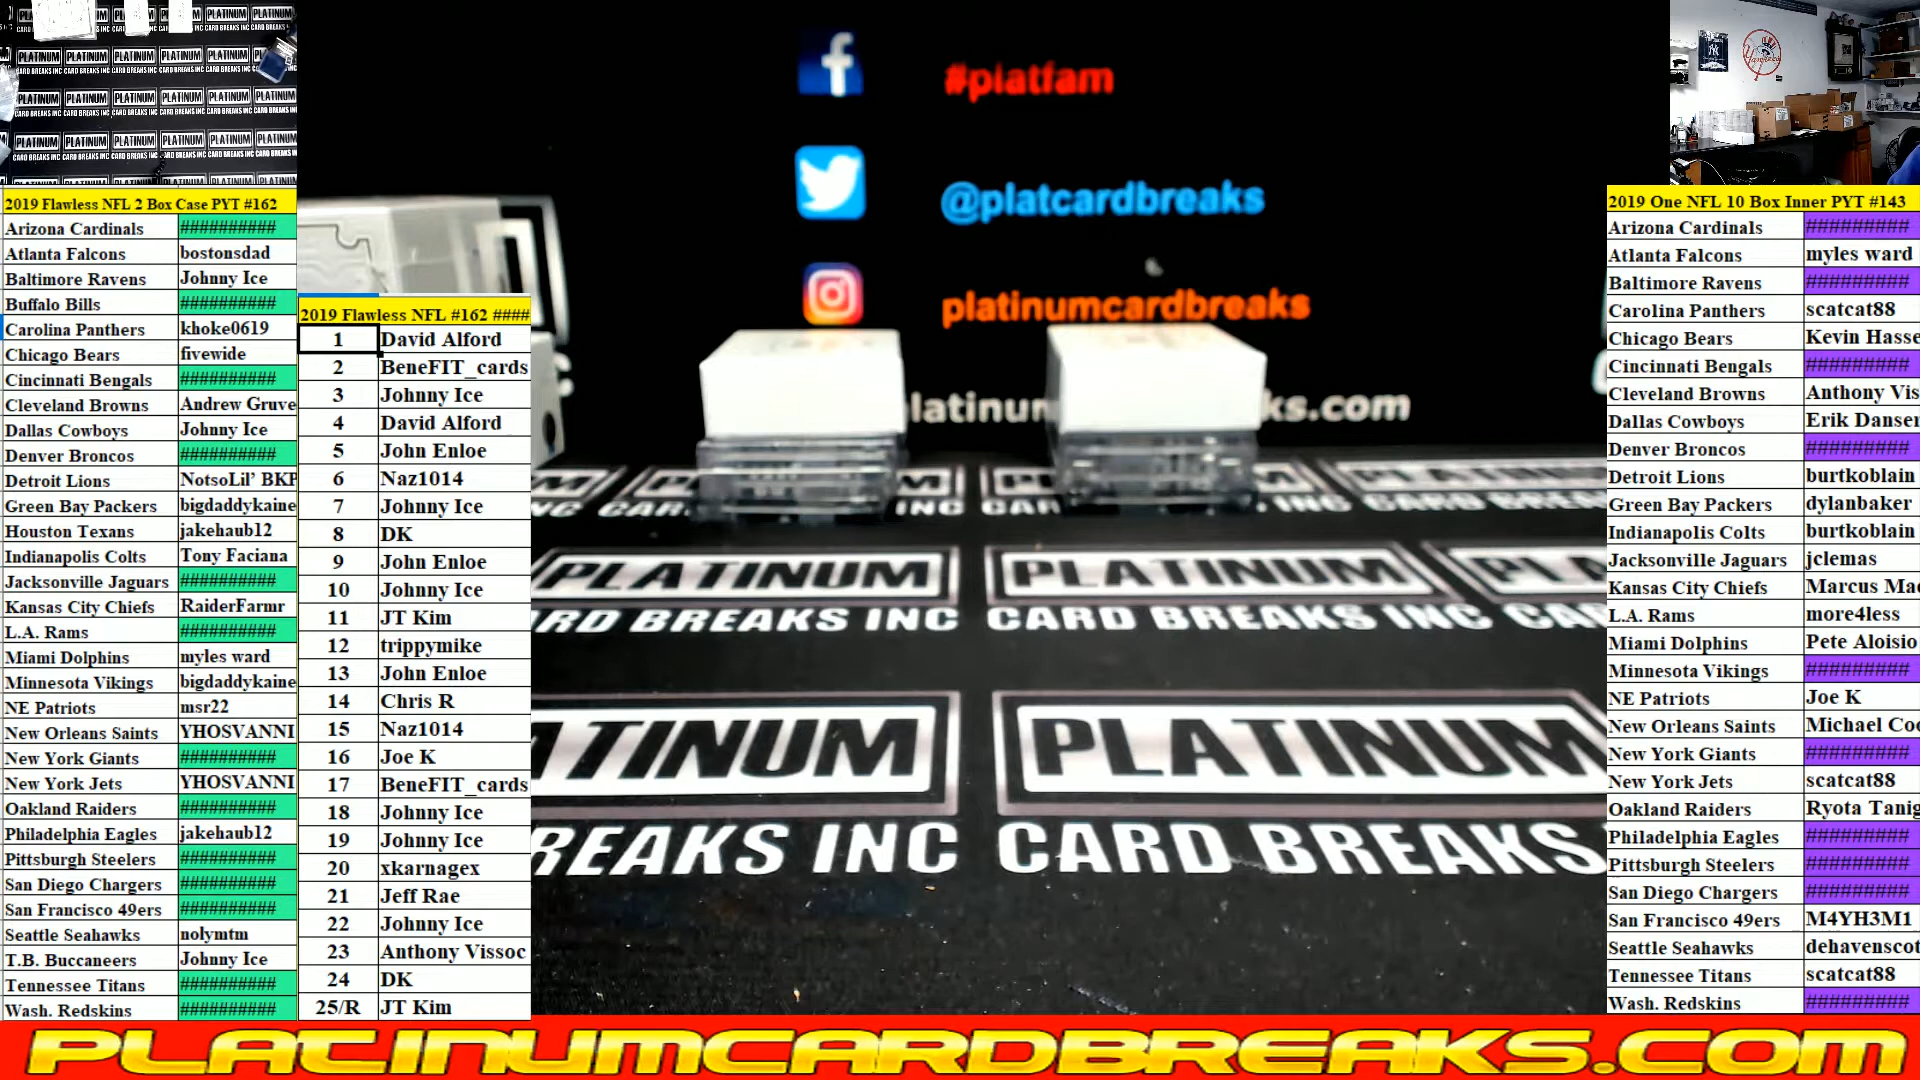 #platfam
@platcardbreaks
platinumcardbreaks
2019 Flawless NFL 2 Box Case PYT #162
Arizona Cardinals ##########
Atlanta Falcons bostonsdad
Baltimore Ravens Johnny Ice
Buffalo Bills ##########
Carolina Panthers khoke0619
Chicago Bears fivewide
Cincinnati Bengals ##########
Cleveland Browns Andrew Gruve
Dallas Cowboys Johnny Ice
Denver Broncos ##########
Detroit Lions NotsoLil’ BKP
Green Bay Packers bigdaddykaine
Houston Texans jakehaub12
Indianapolis Colts Tony Faciana
Jacksonville Jaguars ##########
Kansas City Chiefs RaiderFarmr
L.A. Rams ##########
Miami Dolphins myles ward
Minnesota Vikings bigdaddykaine
NE Patriots msr22
New Orleans Saints YHOSVANNI
New York Giants ##########
New York Jets YHOSVANNI
Oakland Raiders ##########
Philadelphia Eagles jakehaub12
Pittsburgh Steelers ##########
San Diego Chargers ##########
San Francisco 49ers ##########
Seattle Seahawks nolymtm
T.B. Buccaneers Johnny Ice
Tennessee Titans ##########
Wash. Redskins ##########
2019 Flawless NFL #162 ####
1 David Alford
2 BeneFIT_cards
3 Johnny Ice
4 David Alford
5 John Enloe
6 Naz1014
7 Johnny Ice
8 DK
9 John Enloe
10 Johnny Ice
11 JT Kim
12 trippymike
13 John Enloe
14 Chris R
15 Naz1014
16 Joe K
17 BeneFIT_cards
18 Johnny Ice
19 Johnny Ice
20 xkarnagex
21 Jeff Rae
22 Johnny Ice
23 Anthony Vissoc
24 DK
25/R JT Kim
2019 One NFL 10 Box Inner PYT #143
Arizona Cardinals #########
Atlanta Falcons myles ward
Baltimore Ravens #########
Carolina Panthers scatcat88
Chicago Bears Kevin Hasse
Cincinnati Bengals #########
Cleveland Browns Anthony Vis
Dallas Cowboys Erik Danser
Denver Broncos #########
Detroit Lions burtkoblain
Green Bay Packers dylanbaker
Indianapolis Colts burtkoblain
Jacksonville Jaguars jclemas
Kansas City Chiefs Marcus Mac
L.A. Rams more4less
Miami Dolphins Pete Aloisio
Minnesota Vikings #########
NE Patriots Joe K
New Orleans Saints Michael Coo
New York Giants #########
New York Jets scatcat88
Oakland Raiders Ryota Tanig
Philadelphia Eagles #########
Pittsburgh Steelers #########
San Diego Chargers #########
San Francisco 49ers M4YH3M1
Seattle Seahawks dehavenscot
Tennessee Titans scatcat88
Wash. Redskins #########
PLATINUM PLATINUM
CARD BREAKS INC CARD BREAKS INC
PLATINUM
CARD BREAKS
PLATINUMCARDBREAKS.COM